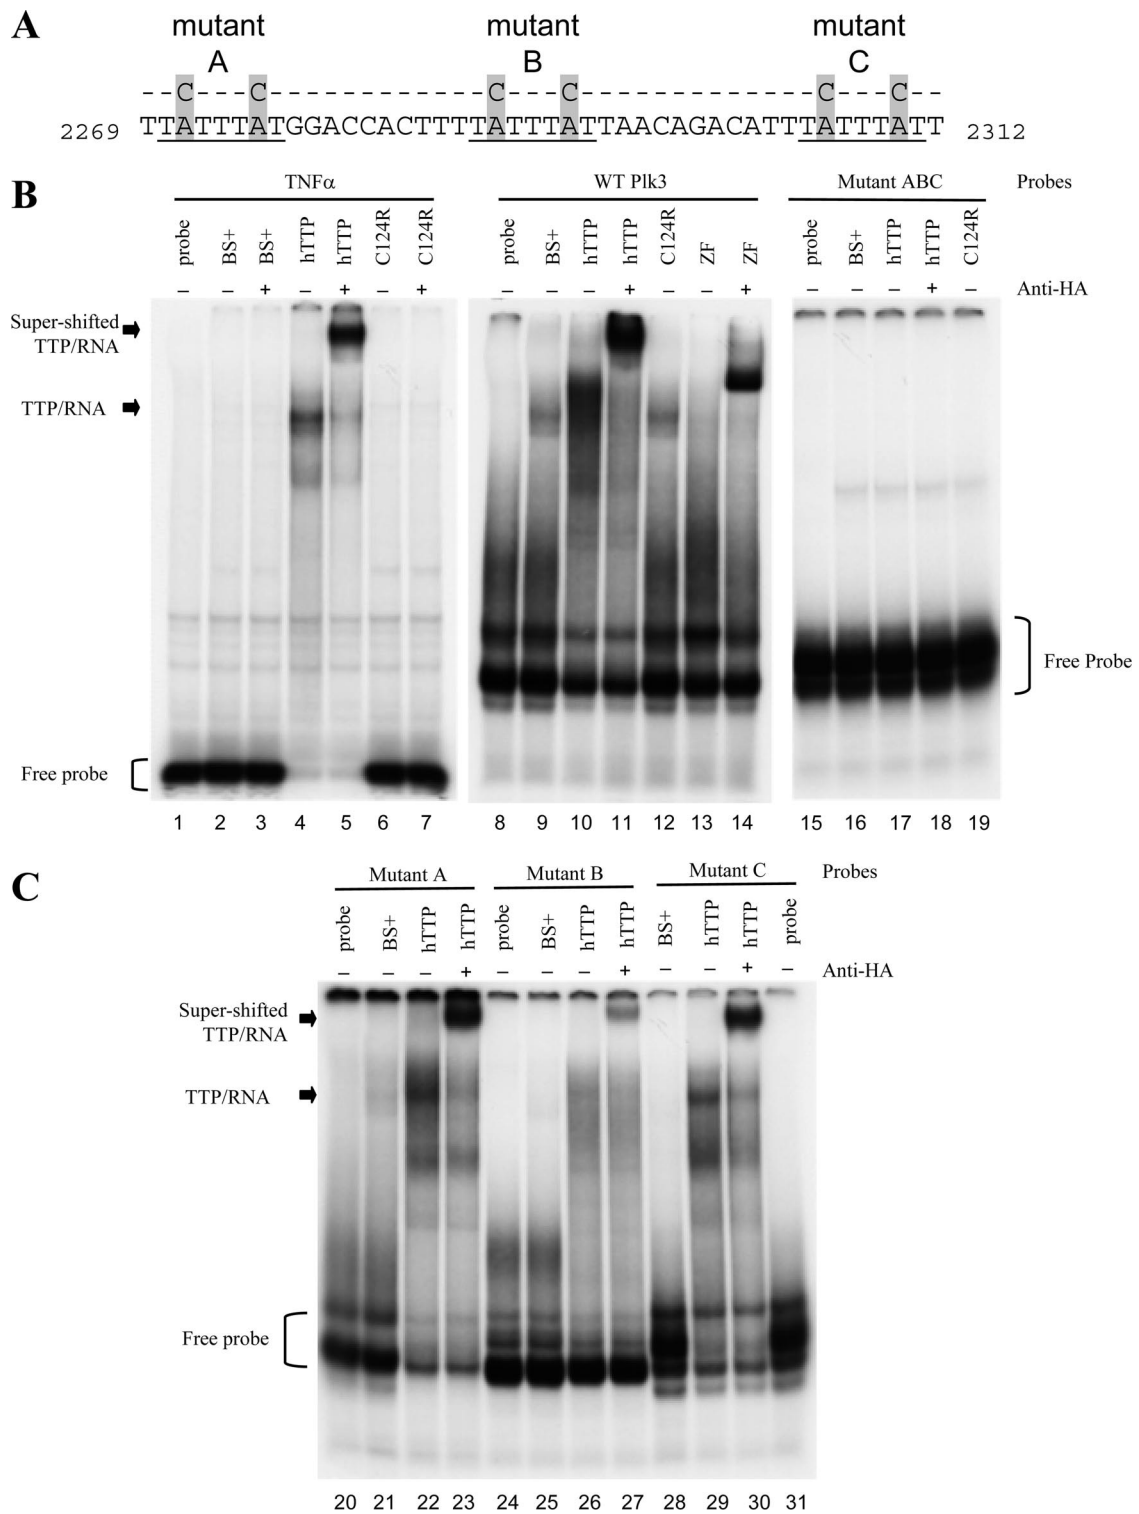 A
mutant mutant mutant
A B C
--C---C------------C---C-------------C---C--
2269 TTATTTATGGACCACTTTTATTTATTAACAGACATTTATTTATT 2312
B
TNFα WT Plk3 Mutant ABC Probes
probe BS+ BS+ hTTP hTTP C124R C124R probe BS+ hTTP hTTP C124R ZF ZF probe BS+ hTTP hTTP C124R
– – + – + – + – – – + – – + – – – + – Anti-HA
Super-shifted
TTP/RNA
TTP/RNA
Free Probe
Free probe
1 2 3 4 5 6 7 8 9 10 11 12 13 14 15 16 17 18 19
C
Mutant A Mutant B Mutant C Probes
probe BS+ hTTP hTTP probe BS+ hTTP hTTP BS+ hTTP hTTP probe
– – – + – – – + – – + – Anti-HA
Super-shifted
TTP/RNA
TTP/RNA
Free probe
20 21 22 23 24 25 26 27 28 29 30 31